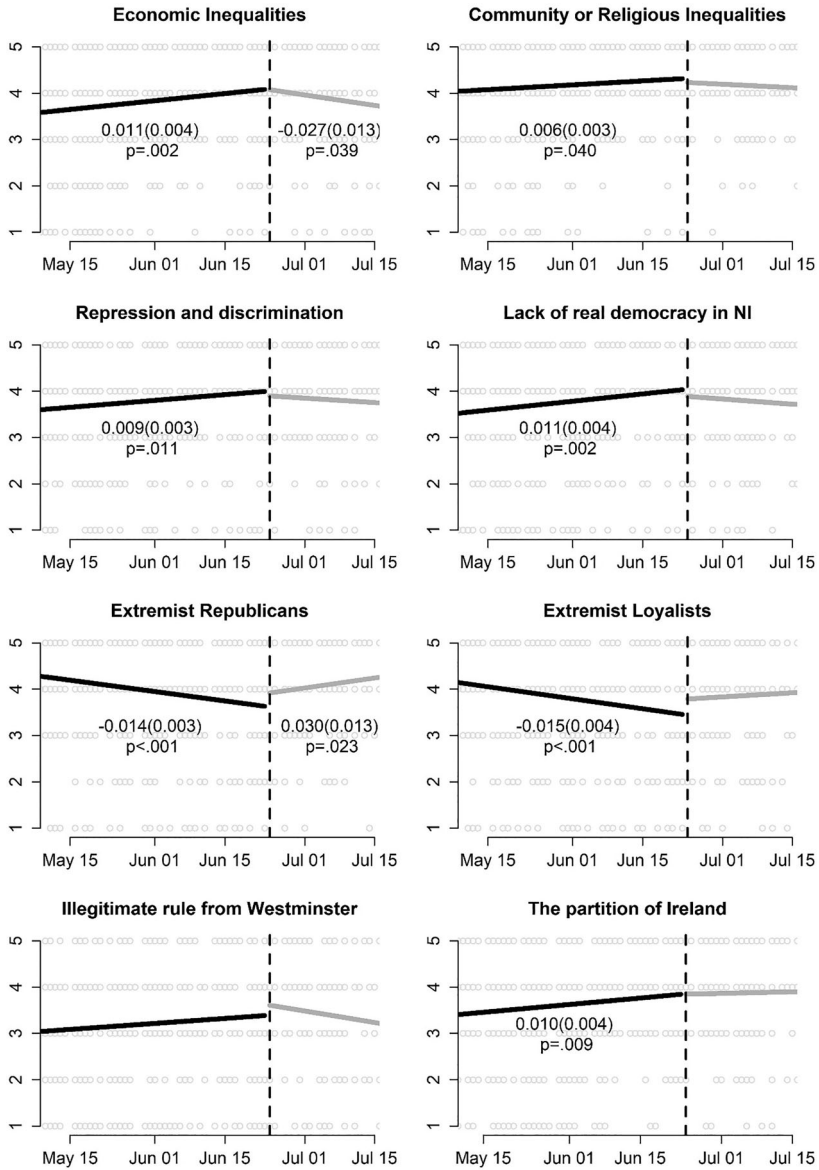 Economic Inequalities
5
4
3
2
1
0.011(0.004)
p=.002
-0.027(0.013)
p=.039
May 15 Jun 01 Jun 15 Jul 01 Jul 15
Community or Religious Inequalities
5
4
3
2
1
0.006(0.003)
p=.040
May 15 Jun 01 Jun 15 Jul 01 Jul 15
Repression and discrimination
5
4
3
2
1
0.009(0.003)
p=.011
May 15 Jun 01 Jun 15 Jul 01 Jul 15
Lack of real democracy in NI
5
4
3
2
1
0.011(0.004)
p=.002
May 15 Jun 01 Jun 15 Jul 01 Jul 15
Extremist Republicans
5
4
3
2
1
-0.014(0.003)
p<.001
0.030(0.013)
p=.023
May 15 Jun 01 Jun 15 Jul 01 Jul 15
Extremist Loyalists
5
4
3
2
1
-0.015(0.004)
p<.001
May 15 Jun 01 Jun 15 Jul 01 Jul 15
Illegitimate rule from Westminster
5
4
3
2
1
May 15 Jun 01 Jun 15 Jul 01 Jul 15
The partition of Ireland
5
4
3
2
1
0.010(0.004)
p=.009
May 15 Jun 01 Jun 15 Jul 01 Jul 15